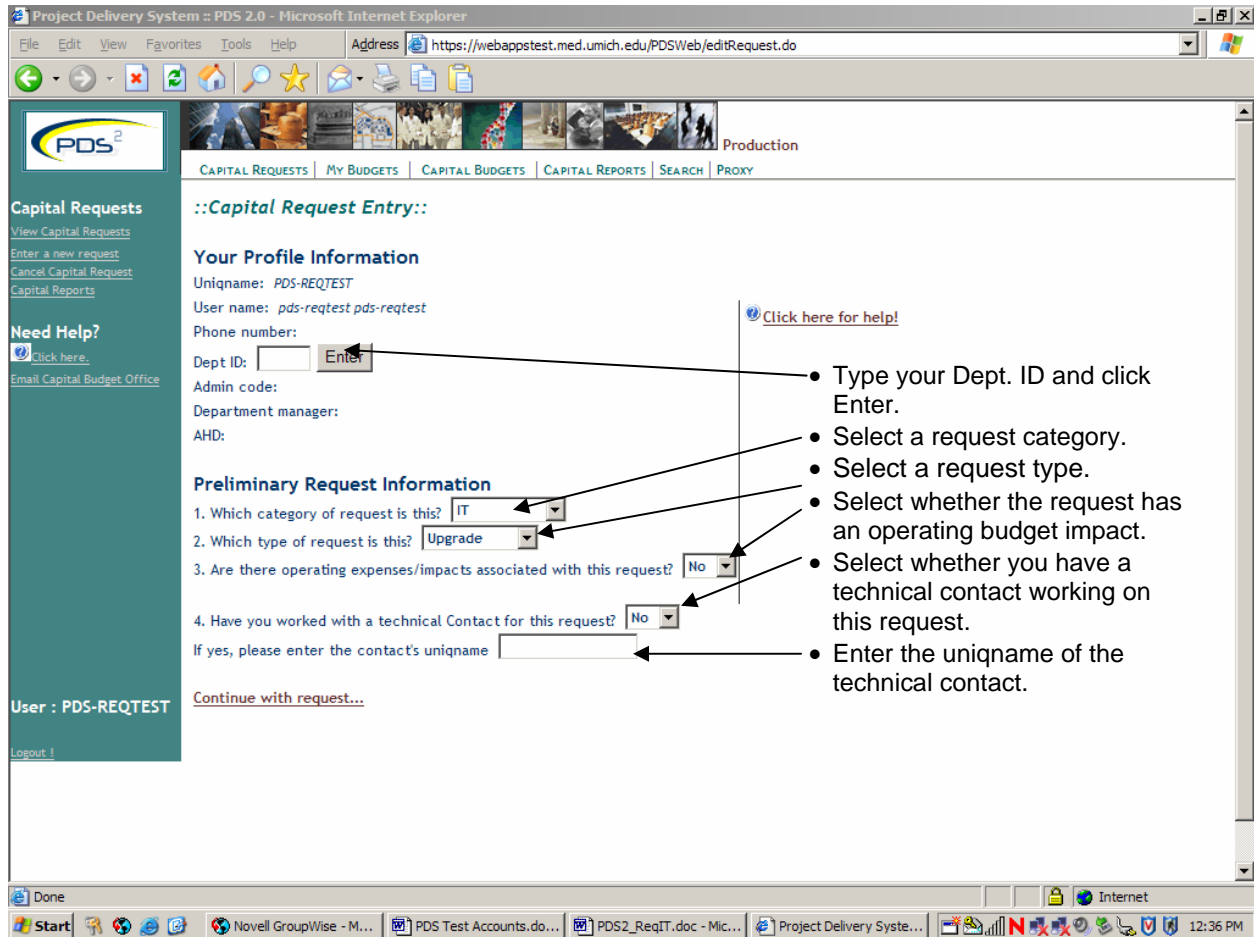 Project Delivery System :: PDS 2.0 - Microsoft Internet Explorer
File Edit View Favorites Tools Help Address https://webappstest.med.umich.edu/PDSWeb/editRequest.do
PDS2
Production
CAPITAL REQUESTS | MY BUDGETS | CAPITAL BUDGETS | CAPITAL REPORTS | SEARCH | PROXY
Capital Requests
View Capital Requests
Enter a new request
Cancel Capital Request
Capital Reports
Need Help?
Click here.
Email Capital Budget Office
User : PDS-REQTEST
Logout !
::Capital Request Entry::
Your Profile Information
Uniqname: PDS-REQTEST
User name: pds-reqtest pds-reqtest
Phone number:
Dept ID: Enter
Admin code:
Department manager:
AHD:
Preliminary Request Information
1. Which category of request is this? IT
2. Which type of request is this? Upgrade
3. Are there operating expenses/impacts associated with this request? No
4. Have you worked with a technical Contact for this request? No
If yes, please enter the contact's uniqname
Continue with request...
Click here for help!
• Type your Dept. ID and click
Enter.
• Select a request category.
• Select a request type.
• Select whether the request has
an operating budget impact.
• Select whether you have a
technical contact working on
this request.
• Enter the uniqname of the
technical contact.
Done
Internet
Start Novell GroupWise - M... PDS Test Accounts.do... PDS2_ReqIT.doc - Mic... Project Delivery Syste... 12:36 PM